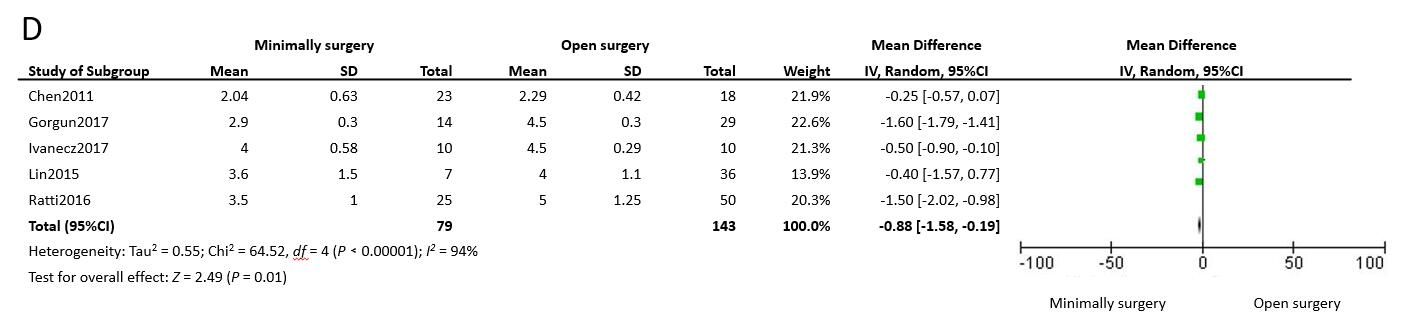 D
Minimally surgery Open surgery Mean Difference Mean Difference
Study of Subgroup Mean SD Total Mean SD Total Weight IV, Random, 95%CI IV, Random, 95%CI
Chen2011 2.04 0.63 23 2.29 0.42 18 21.9% -0.25 [-0.57, 0.07]
Gorgun2017 2.9 0.3 14 4.5 0.3 29 22.6% -1.60 [-1.79, -1.41]
Ivanecz2017 4 0.58 10 4.5 0.29 10 21.3% -0.50 [-0.90, -0.10]
Lin2015 3.6 1.5 7 4 1.1 36 13.9% -0.40 [-1.57, 0.77]
Ratti2016 3.5 1 25 5 1.25 50 20.3% -1.50 [-2.02, -0.98]
Total (95%CI) 79 143 100.0% -0.88 [-1.58, -0.19]
Heterogeneity: Tau² = 0.55; Chi² = 64.52, df = 4 (P < 0.00001); I² = 94%
Test for overall effect: Z = 2.49 (P = 0.01)
-100 -50 0 50 100
Minimally surgery Open surgery